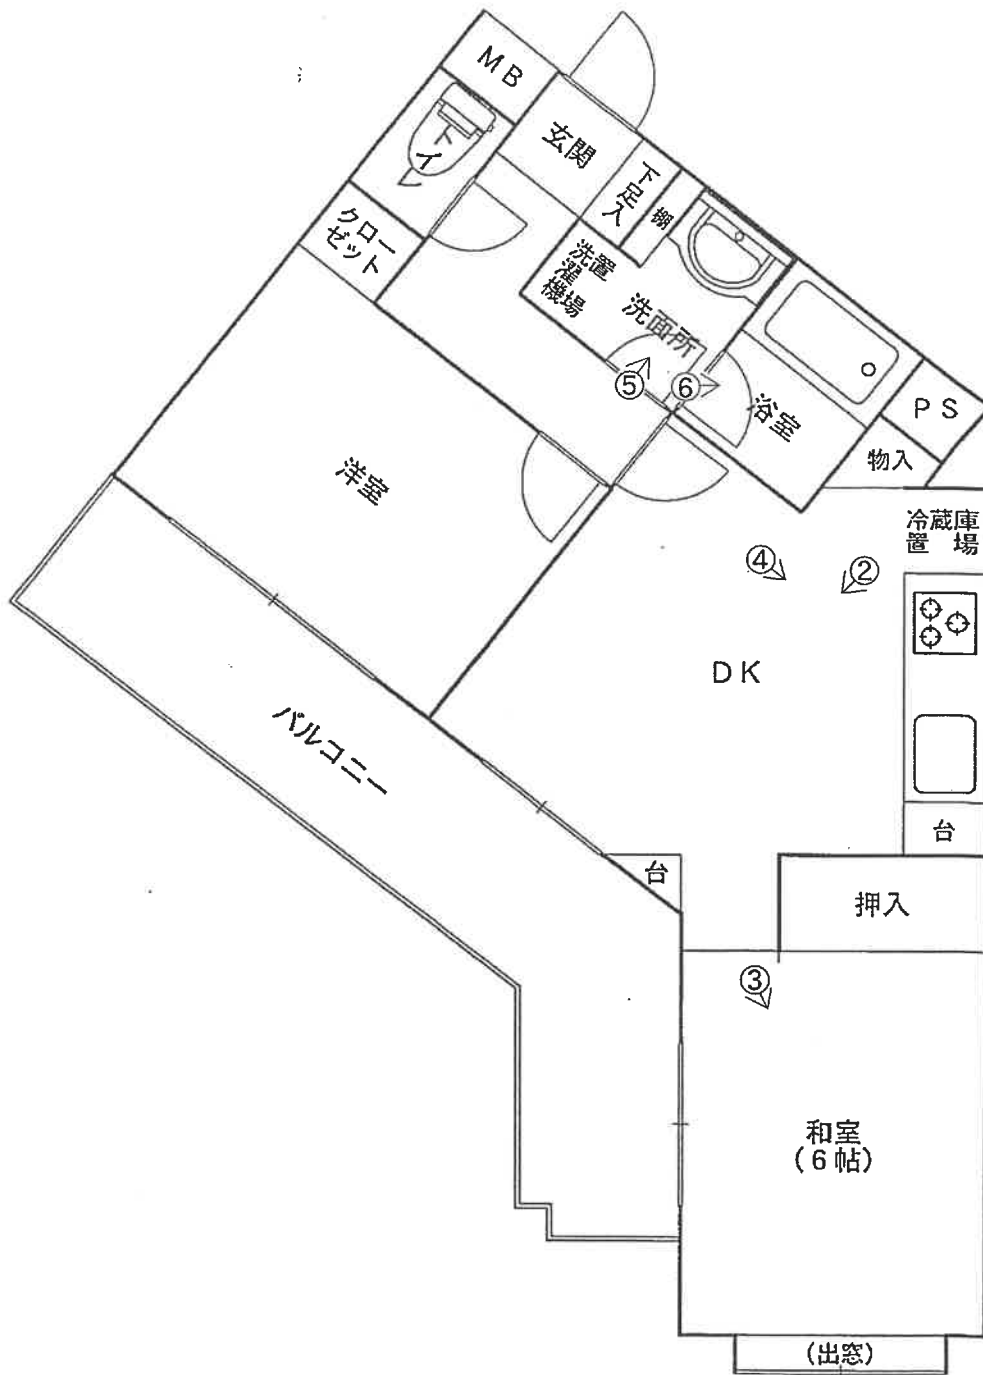 ＭＢ
トイレ
玄関
下足入
棚
クロー
ゼット
洗濯機
置場
洗面所
⑤
⑥
浴室
ＰＳ
物入
洋室
冷蔵庫
置場
④
②
ＤＫ
バルコニー
台
台
押入
③
和室
（６帖）
（出窓）